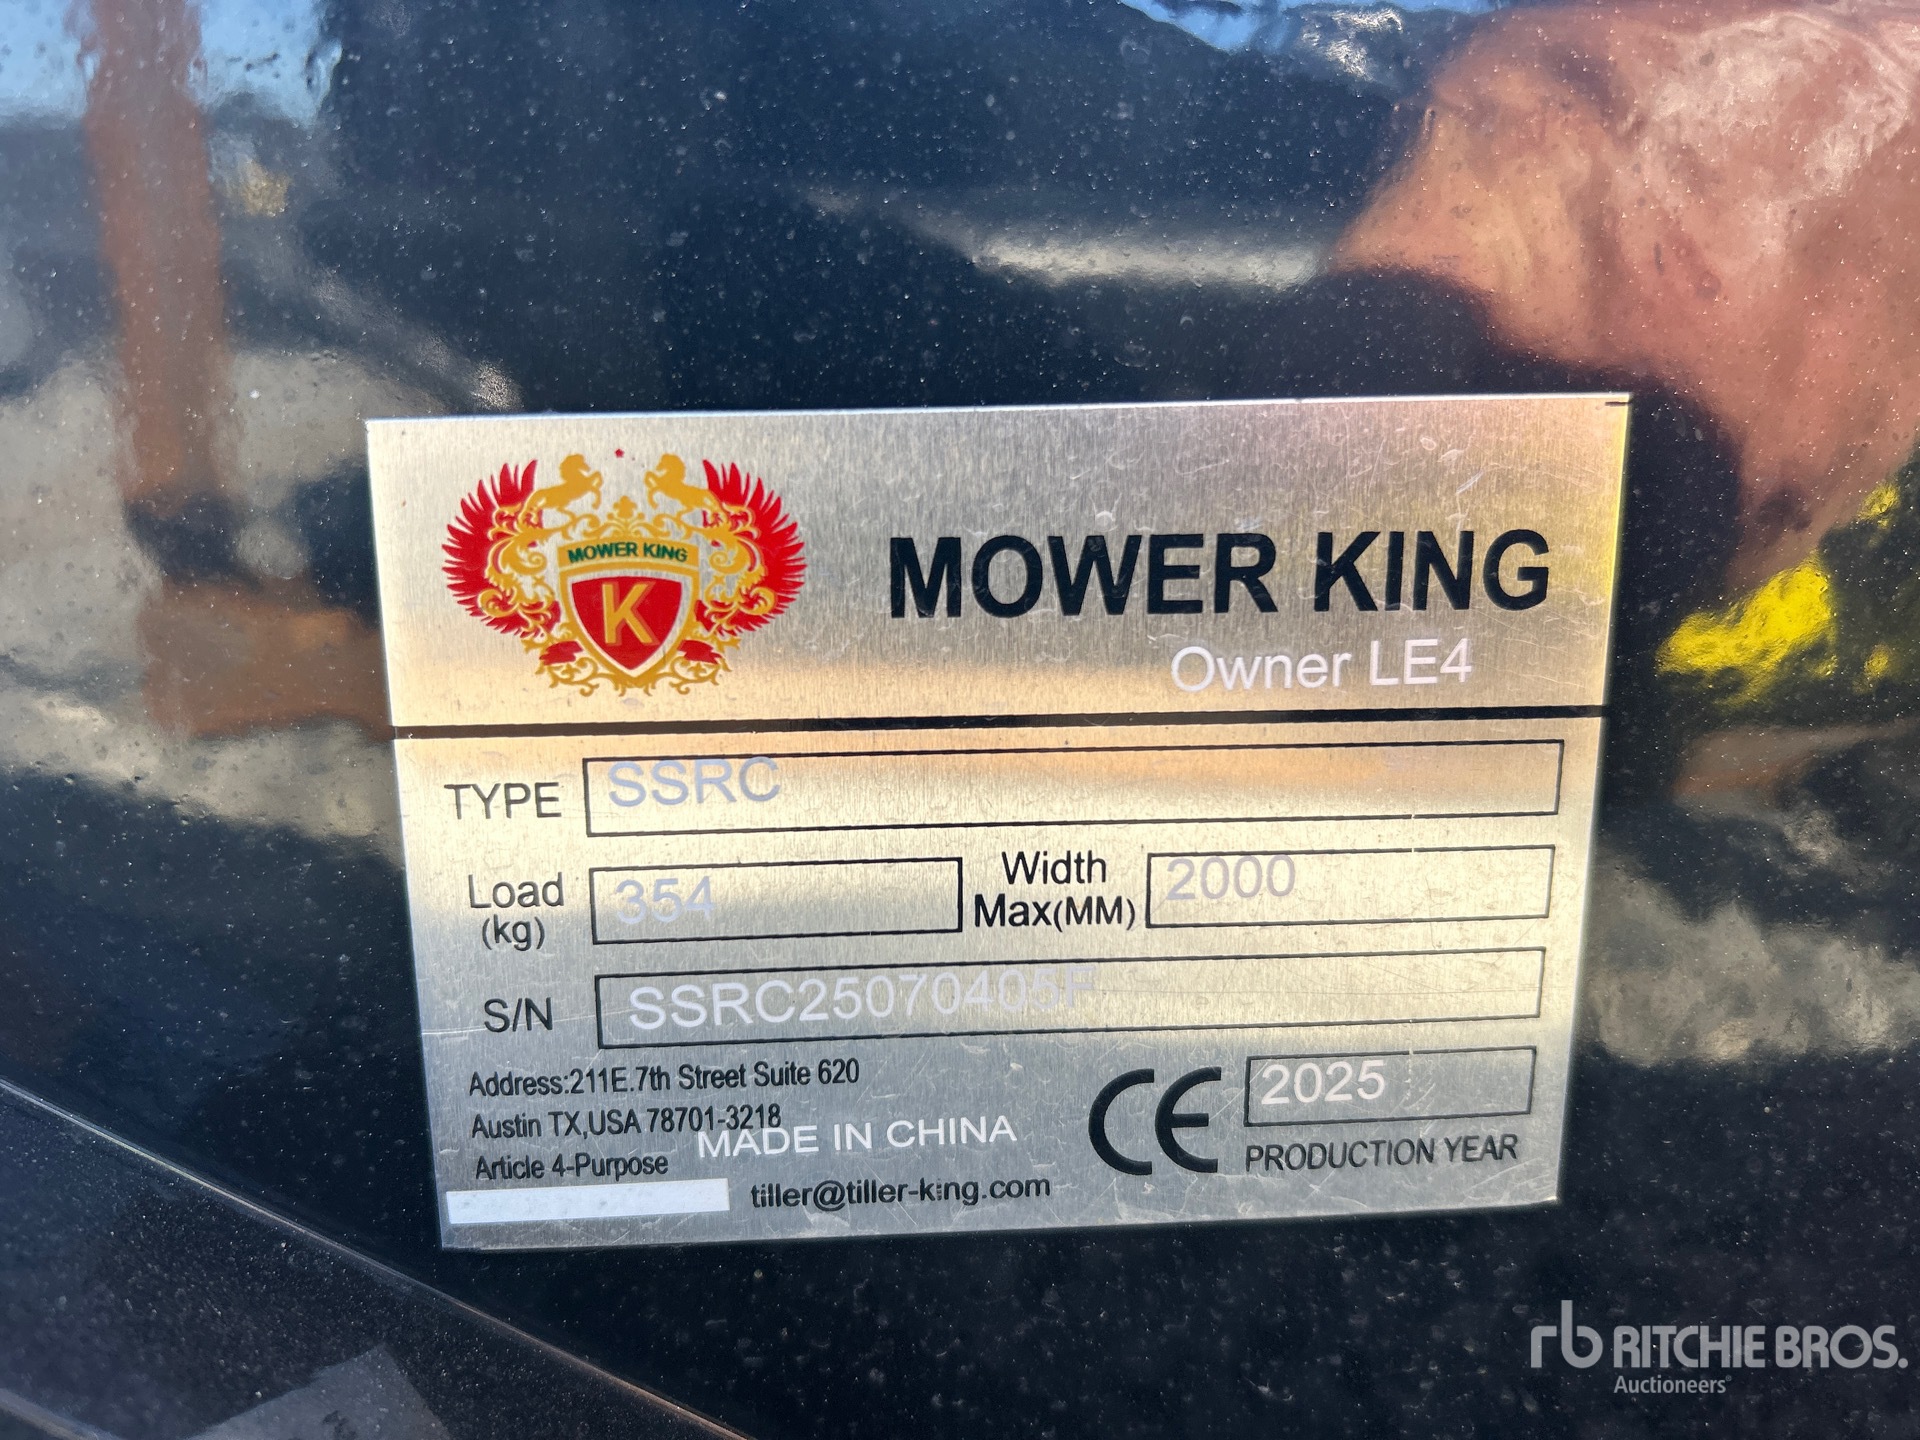 MOWER KING
K
MOWER KING
Owner LE4
TYPE SSRC
Load (kg) 354 Width Max(MM) 2000
S/N SSRC25070405F
Address:211E.7th Street Suite 620
Austin TX,USA 78701-3218
MADE IN CHINA
Article 4-Purpose
tiller@tiller-king.com
CE 2025
PRODUCTION YEAR
rb RITCHIE BROS.
Auctioneers